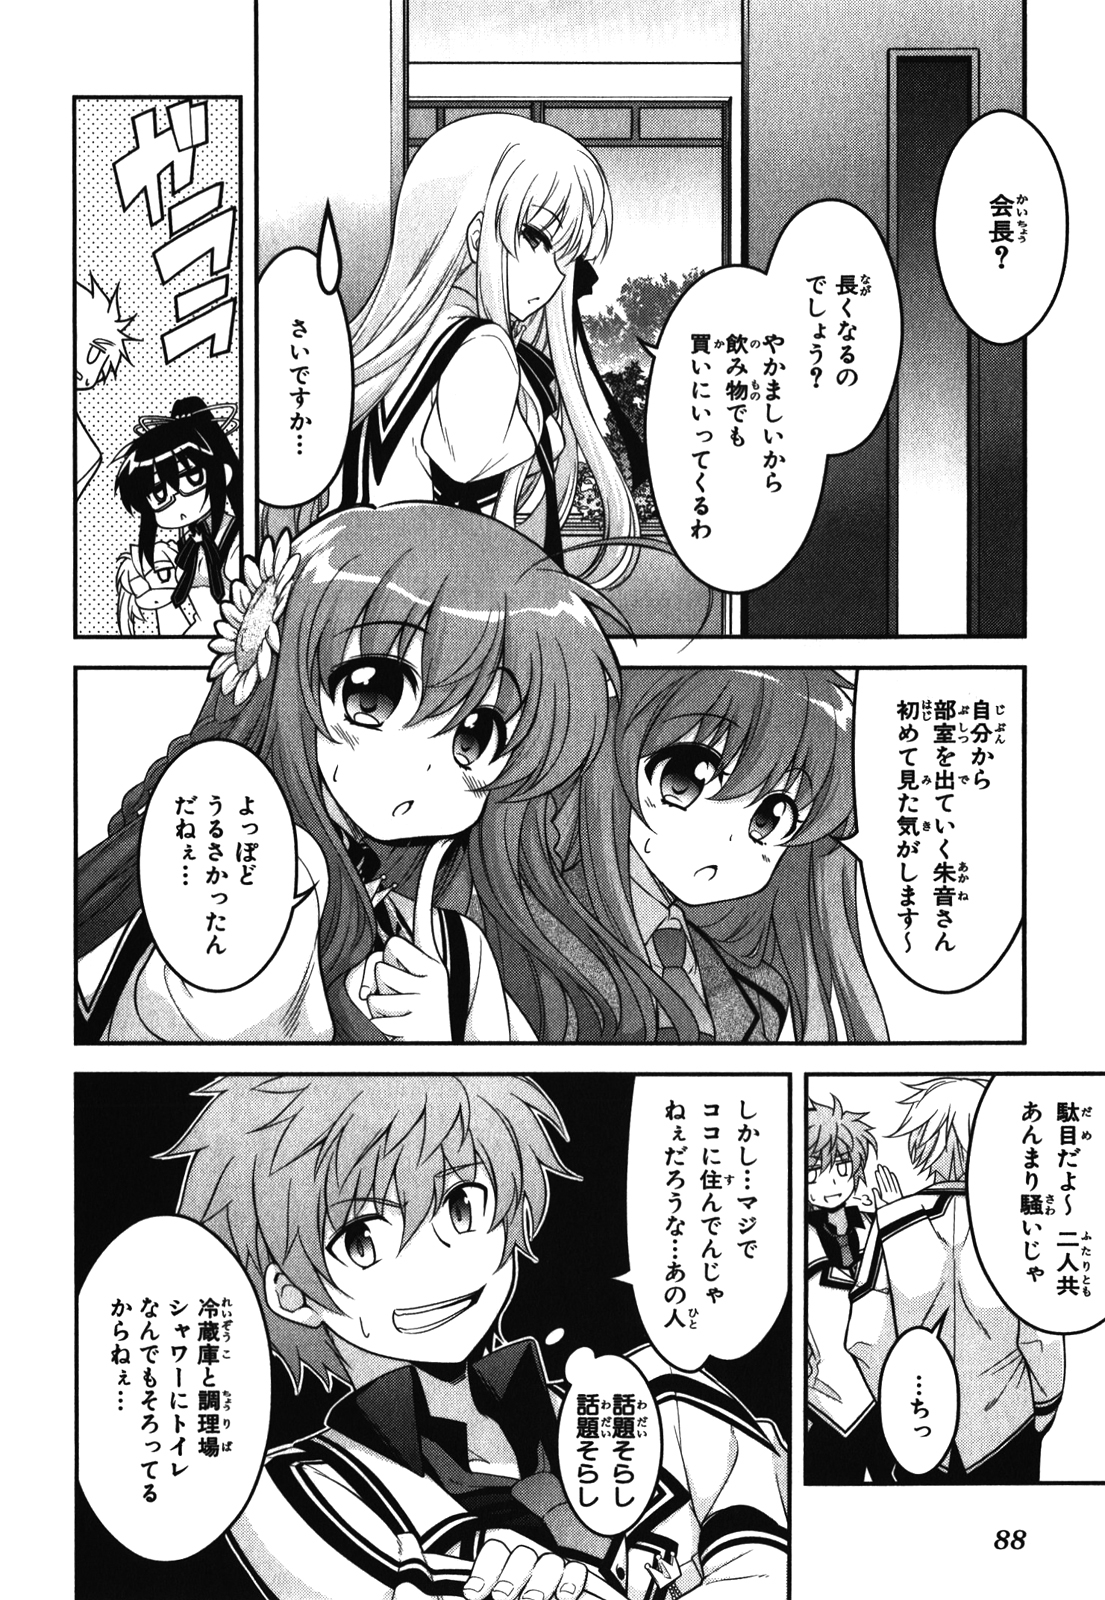 会長？
長くなるの
でしょう？
やかましいから
飲み物でも
買いにいってくるわ
さいですか…
ガーーーン
自分から
部室を出ていく朱音さん
初めて見た気がします～
よっぽど
うるさかったん
だねぇ…
駄目だよ～ 二人共
あんまり騒いじゃ
…ちっ
しかし…マジで
ココに住んでんじゃ
ねぇだろうな…あの人
話題そらし
話題そらし
冷蔵庫と調理場
シャワーにトイレ
なんでもそろってる
からねぇ…
88